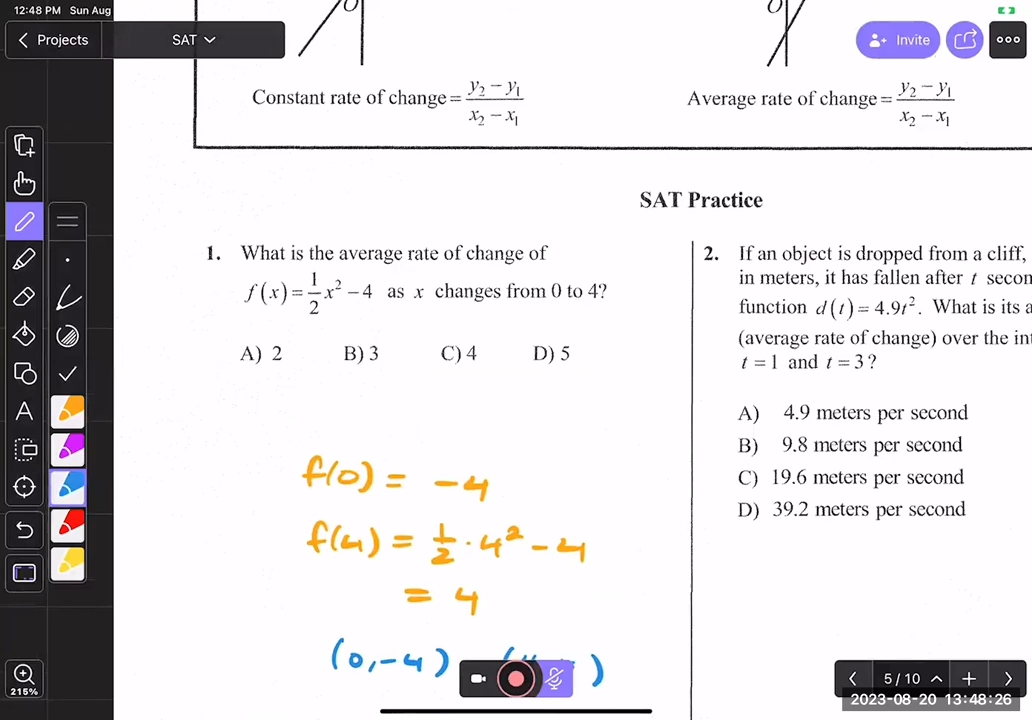 12:48 PM Sun Aug
Projects
SAT
Invite
Constant rate of change = y₂ − y₁ / x₂ − x₁
Average rate of change = y₂ − y₁ / x₂ − x₁
SAT Practice
1. What is the average rate of change of
f(x) = 1/2 x² − 4 as x changes from 0 to 4?
A) 2 B) 3 C) 4 D) 5
f(0) = -4
f(4) = 1/2 · 4² - 4
= 4
(0, -4) ( )
2. If an object is dropped from a cliff,
in meters, it has fallen after t
function d(t) = 4.9t². What is its
(average rate of change) over the
t = 1 and t = 3?
A) 4.9 meters per second
B) 9.8 meters per second
C) 19.6 meters per second
D) 39.2 meters per second
A
215%
5 / 10
2023-08-20 13:48:26